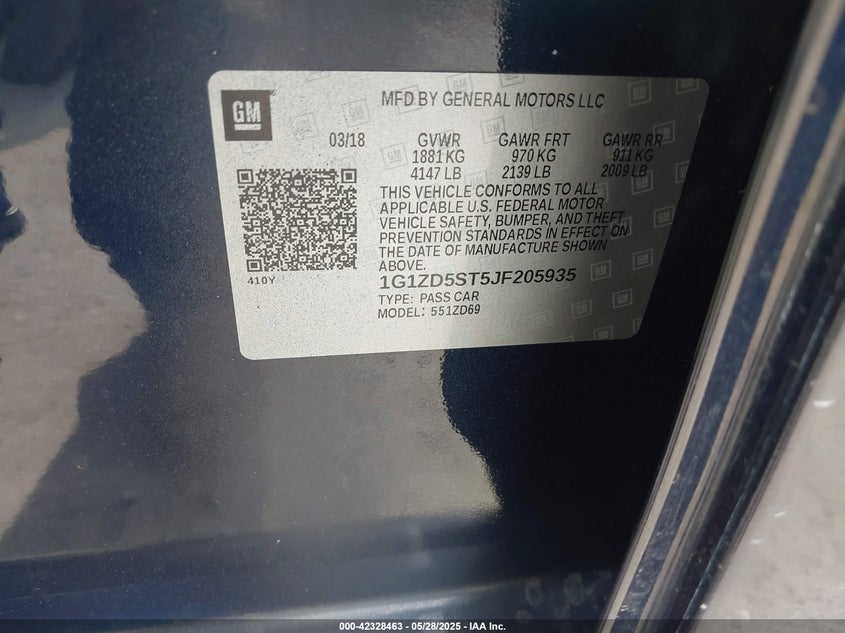 GM
MFD BY GENERAL MOTORS LLC
03/18 GVWR GAWR FRT GAWR RR
1881 KG 970 KG 911 KG
4147 LB 2139 LB 2009 LB
THIS VEHICLE CONFORMS TO ALL
APPLICABLE U.S. FEDERAL MOTOR
VEHICLE SAFETY, BUMPER, AND THEFT
PREVENTION STANDARDS IN EFFECT ON
THE DATE OF MANUFACTURE SHOWN
ABOVE.
410Y
1G1ZD5ST5JF205935
TYPE: PASS CAR
MODEL: 551ZD69
000-42328463 — 05/28/2025 — IAA Inc.